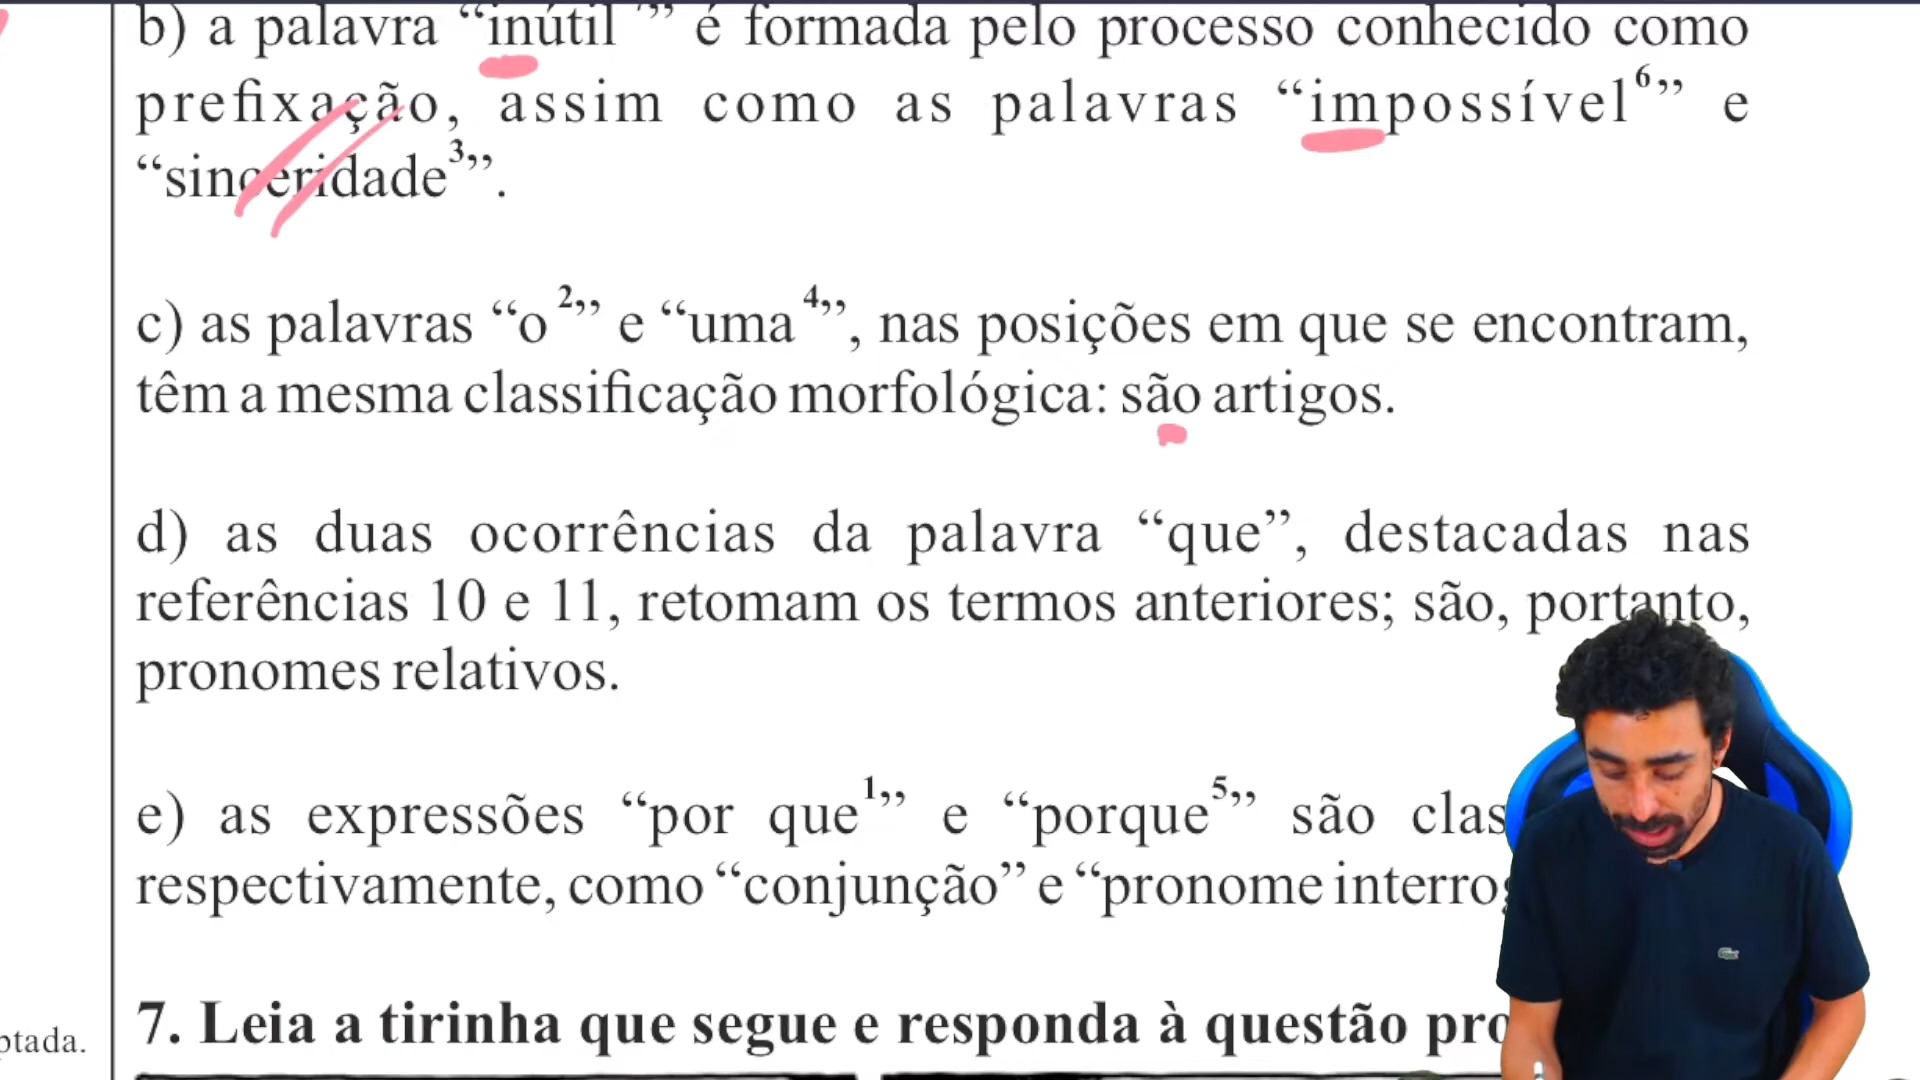 b) a palavra “inútil ” é formada pelo processo conhecido como
prefixação, assim como as palavras “impossível⁶” e
“sinceridade³”.
c) as palavras “o²” e “uma⁴”, nas posições em que se encontram,
têm a mesma classificação morfológica: são artigos.
d) as duas ocorrências da palavra “que”, destacadas nas
referências 10 e 11, retomam os termos anteriores; são, portanto,
pronomes relativos.
e) as expressões “por que¹” e “porque⁵” são clas
respectivamente, como “conjunção” e “pronome interro
ptada.
7. Leia a tirinha que segue e responda à questão pro